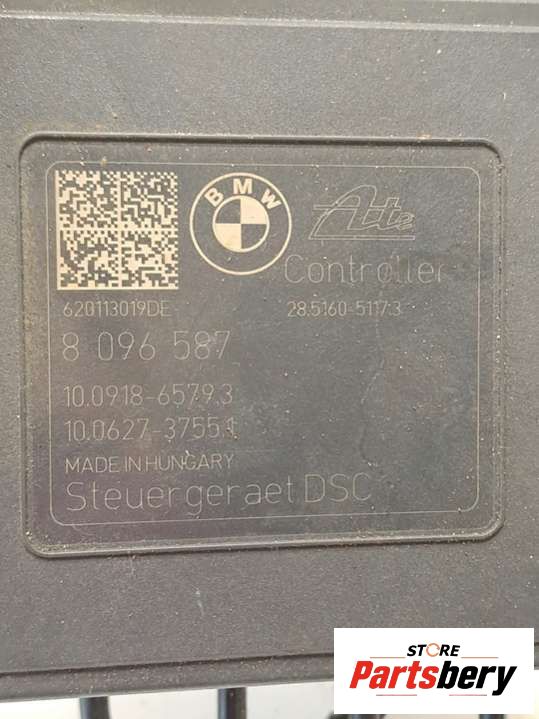 BMW
Ate
Controller
620113019DE
28.5160-5117.3
8 096 587
10.0918-6579.3
10.0627-3755.1
MADE IN HUNGARY
Steuergeraet DSC
STORE
Partsbery